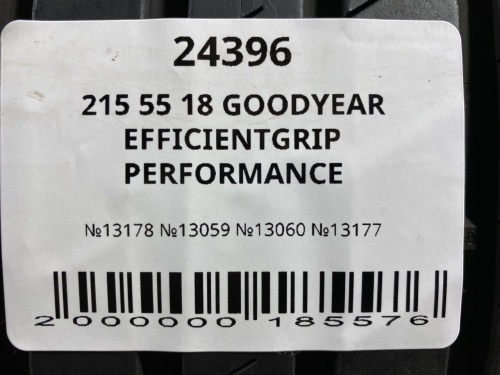 24396
215 55 18 GOODYEAR
EFFICIENTGRIP
PERFORMANCE
№13178 №13059 №13060 №13177
2 000000 185576